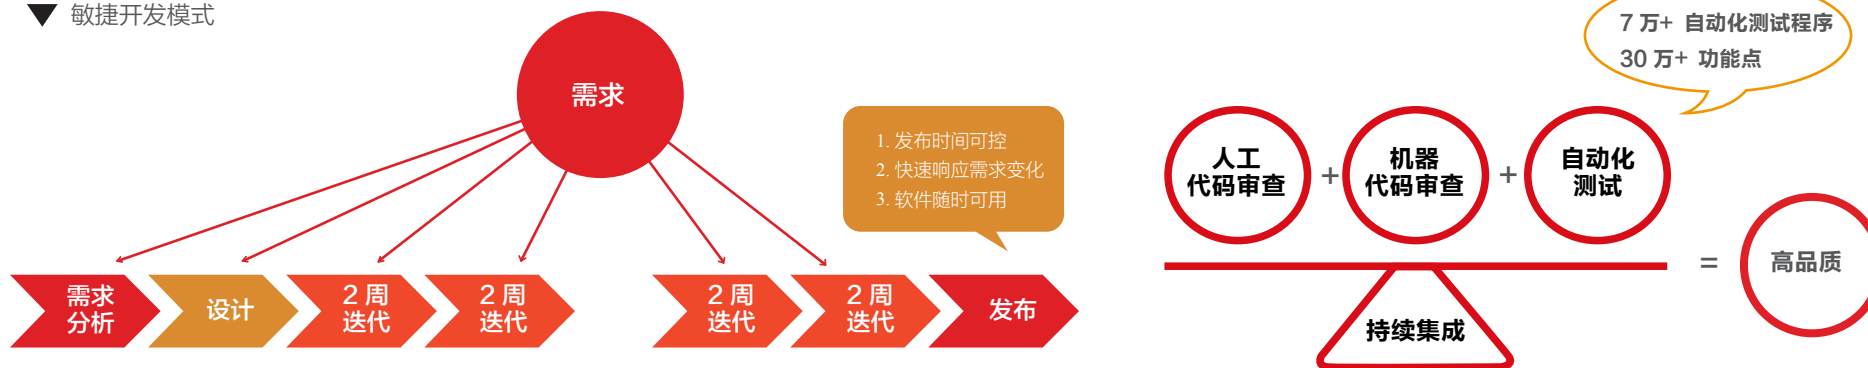 敏捷开发模式
需求
1. 发布时间可控
2. 快速响应需求变化
3. 软件随时可用
需求
分析
设计
2 周
迭代
2 周
迭代
2 周
迭代
2 周
迭代
发布
7 万+ 自动化测试程序
30 万+ 功能点
人工
代码审查
+
机器
代码审查
+
自动化
测试
持续集成
=
高品质